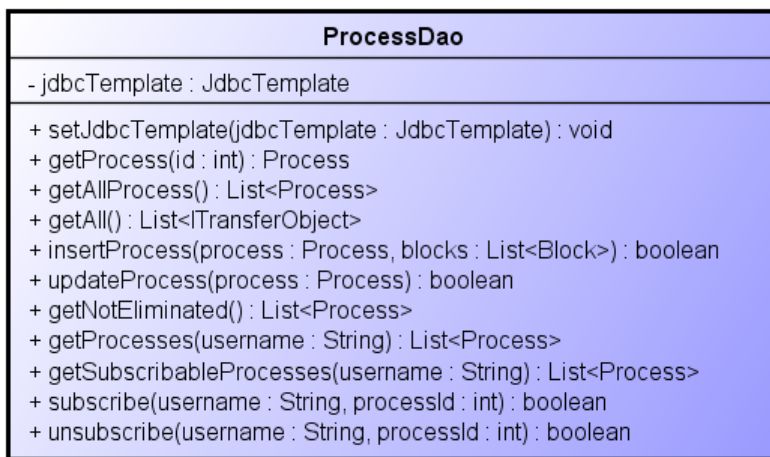 ProcessDao
- jdbcTemplate : JdbcTemplate
+ setJdbcTemplate(jdbcTemplate : JdbcTemplate) : void
+ getProcess(id : int) : Process
+ getAllProcess() : List<Process>
+ getAll() : List<ITransferObject>
+ insertProcess(process : Process, blocks : List<Block>) : boolean
+ updateProcess(process : Process) : boolean
+ getNotEliminated() : List<Process>
+ getProcesses(username : String) : List<Process>
+ getSubscribableProcesses(username : String) : List<Process>
+ subscribe(username : String, processId : int) : boolean
+ unsubscribe(username : String, processId : int) : boolean